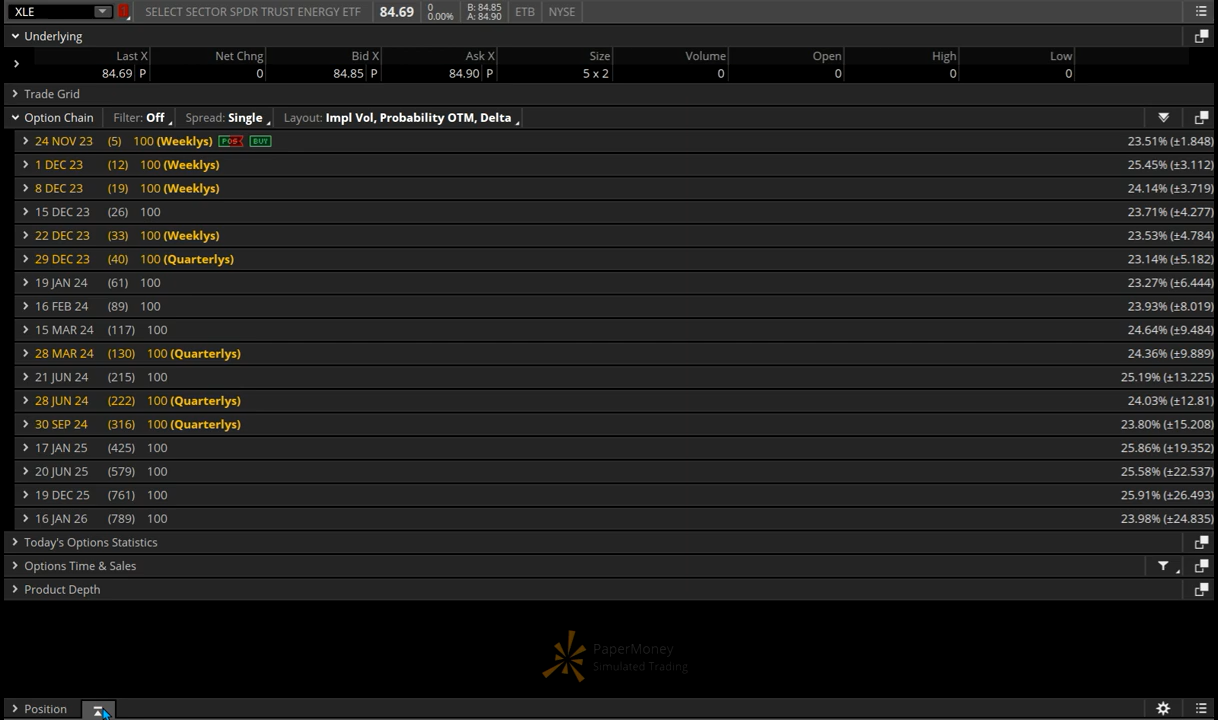 XLE SELECT SECTOR SPDR TRUST ENERGY ETF 84.69 0 0.00% B: 84.85 A: 84.90 ETB NYSE
Underlying
Last X Net Chng Bid X Ask X Size Volume Open High Low
84.69 P 0 84.85 P 84.90 P 5 x 2 0 0 0 0
Trade Grid
Option Chain Filter: Off Spread: Single Layout: Impl Vol, Probability OTM, Delta
24 NOV 23 (5) 100 (Weeklys) POS BUY 23.51% (±1.848)
1 DEC 23 (12) 100 (Weeklys) 25.45% (±3.112)
8 DEC 23 (19) 100 (Weeklys) 24.14% (±3.719)
15 DEC 23 (26) 100 23.71% (±4.277)
22 DEC 23 (33) 100 (Weeklys) 23.53% (±4.784)
29 DEC 23 (40) 100 (Quarterlys) 23.14% (±5.182)
19 JAN 24 (61) 100 23.27% (±6.444)
16 FEB 24 (89) 100 23.93% (±8.019)
15 MAR 24 (117) 100 24.64% (±9.484)
28 MAR 24 (130) 100 (Quarterlys) 24.36% (±9.889)
21 JUN 24 (215) 100 25.19% (±13.225)
28 JUN 24 (222) 100 (Quarterlys) 24.03% (±12.81)
30 SEP 24 (316) 100 (Quarterlys) 23.80% (±15.208)
17 JAN 25 (425) 100 25.86% (±19.352)
20 JUN 25 (579) 100 25.58% (±22.537)
19 DEC 25 (761) 100 25.91% (±26.493)
16 JAN 26 (789) 100 23.98% (±24.835)
Today's Options Statistics
Options Time & Sales
Product Depth
PaperMoney
Simulated Trading
Position